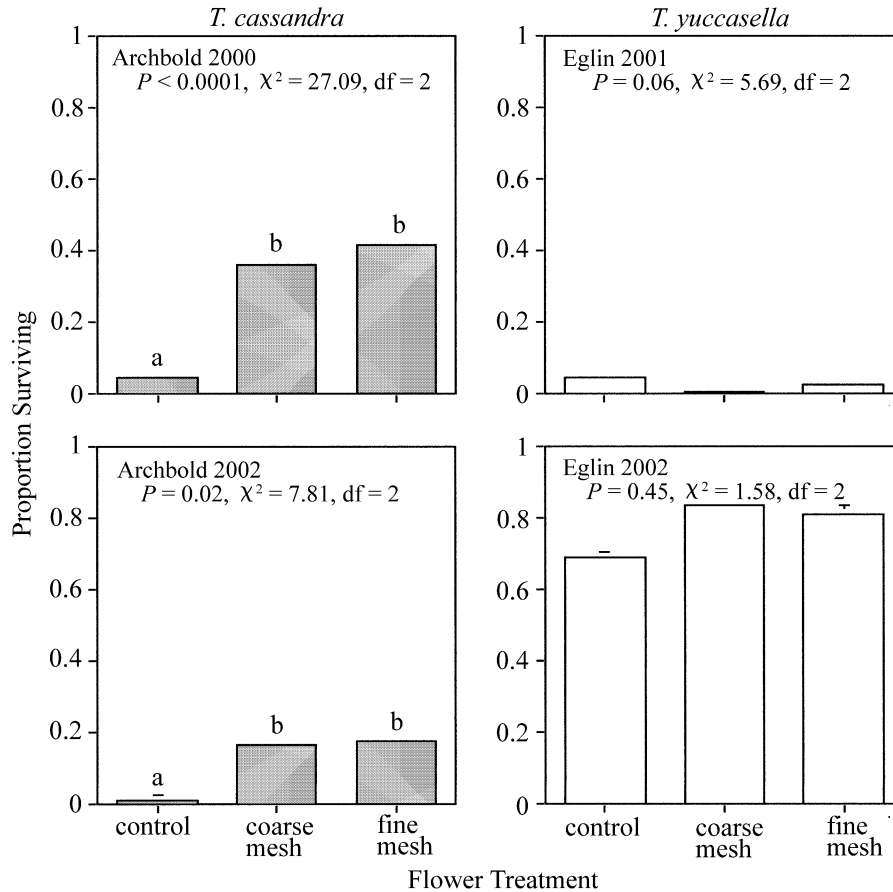 T. cassandra
T. yuccasella
Proportion Surviving
Archbold 2000
P < 0.0001, χ² = 27.09, df = 2
1
0.8
0.6
0.4
0.2
0
a
b
b
Eglin 2001
P = 0.06, χ² = 5.69, df = 2
1
0.8
0.6
0.4
0.2
0
Archbold 2002
P = 0.02, χ² = 7.81, df = 2
1
0.8
0.6
0.4
0.2
0
a
b
b
control
coarse
mesh
fine
mesh
Eglin 2002
P = 0.45, χ² = 1.58, df = 2
1
0.8
0.6
0.4
0.2
0
control
coarse
mesh
fine
mesh
Flower Treatment